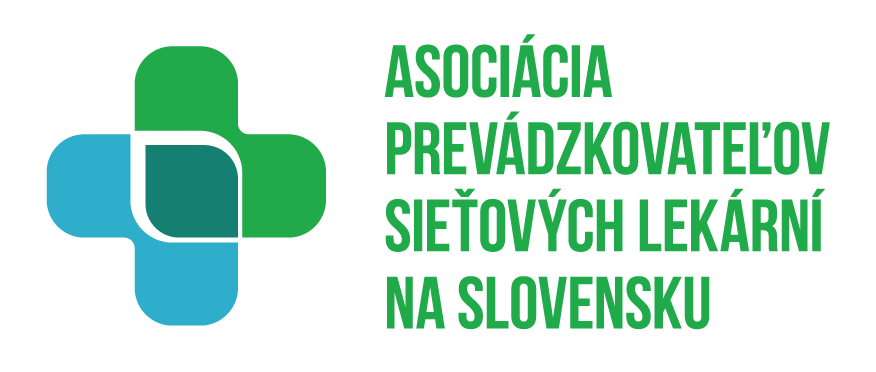 ASOCIÁCIA
PREVÁDZKOVATEĽOV
SIEŤOVÝCH LEKÁRNÍ
NA SLOVENSKU